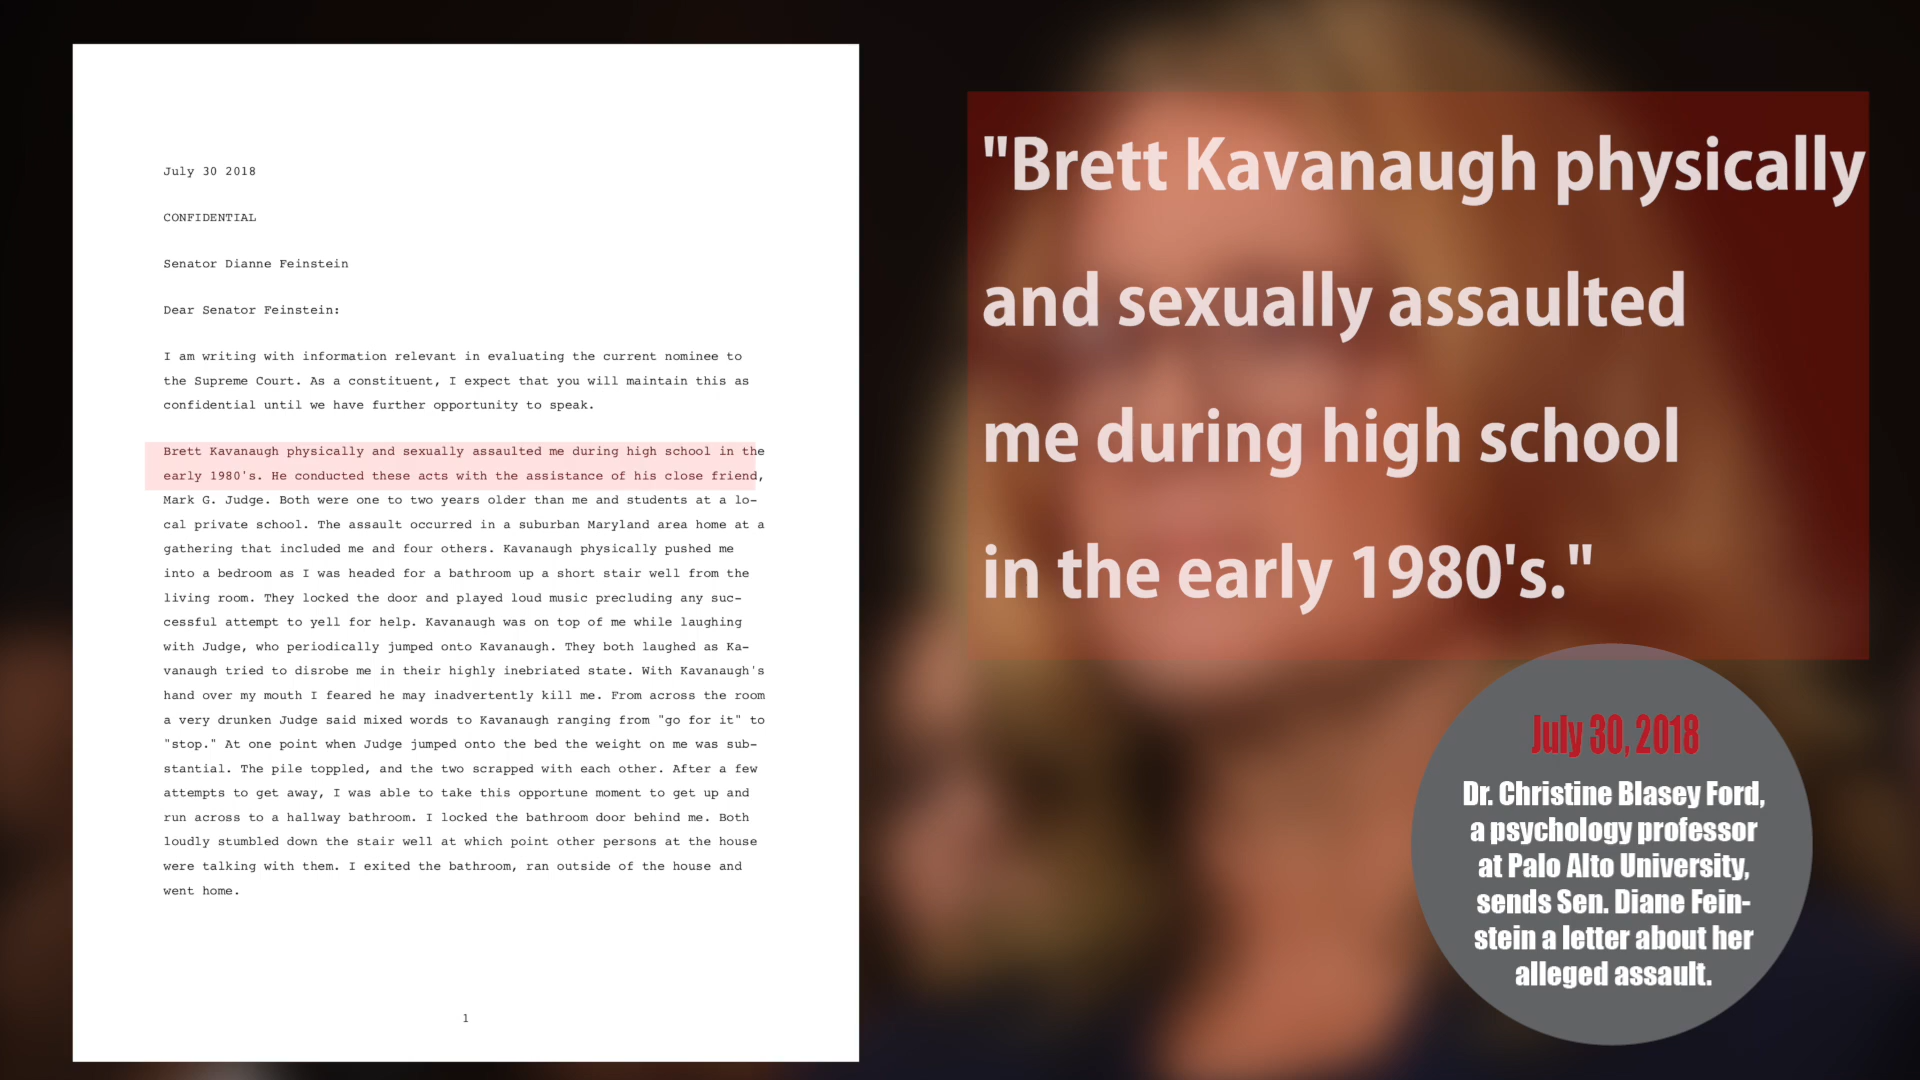 July 30 2018
CONFIDENTIAL
Senator Dianne Feinstein
Dear Senator Feinstein:
I am writing with information relevant in evaluating the current nominee to
the Supreme Court. As a constituent, I expect that you will maintain this as
confidential until we have further opportunity to speak.
Brett Kavanaugh physically and sexually assaulted me during high school in the
early 1980's. He conducted these acts with the assistance of his close friend,
Mark G. Judge. Both were one to two years older than me and students at a lo-
cal private school. The assault occurred in a suburban Maryland area home at a
gathering that included me and four others. Kavanaugh physically pushed me
into a bedroom as I was headed for a bathroom up a short stair well from the
living room. They locked the door and played loud music precluding any suc-
cessful attempt to yell for help. Kavanaugh was on top of me while laughing
with Judge, who periodically jumped onto Kavanaugh. They both laughed as Ka-
vanaugh tried to disrobe me in their highly inebriated state. With Kavanaugh's
hand over my mouth I feared he may inadvertently kill me. From across the room
a very drunken Judge said mixed words to Kavanaugh ranging from "go for it" to
"stop." At one point when Judge jumped onto the bed the weight on me was sub-
stantial. The pile toppled, and the two scrapped with each other. After a few
attempts to get away, I was able to take this opportune moment to get up and
run across to a hallway bathroom. I locked the bathroom door behind me. Both
loudly stumbled down the stair well at which point other persons at the house
were talking with them. I exited the bathroom, ran outside of the house and
went home.
1
"Brett Kavanaugh physically
and sexually assaulted
me during high school
in the early 1980's."
July 30, 2018
Dr. Christine Blasey Ford,
a psychology professor
at Palo Alto University,
sends Sen. Diane Fein-
stein a letter about her
alleged assault.